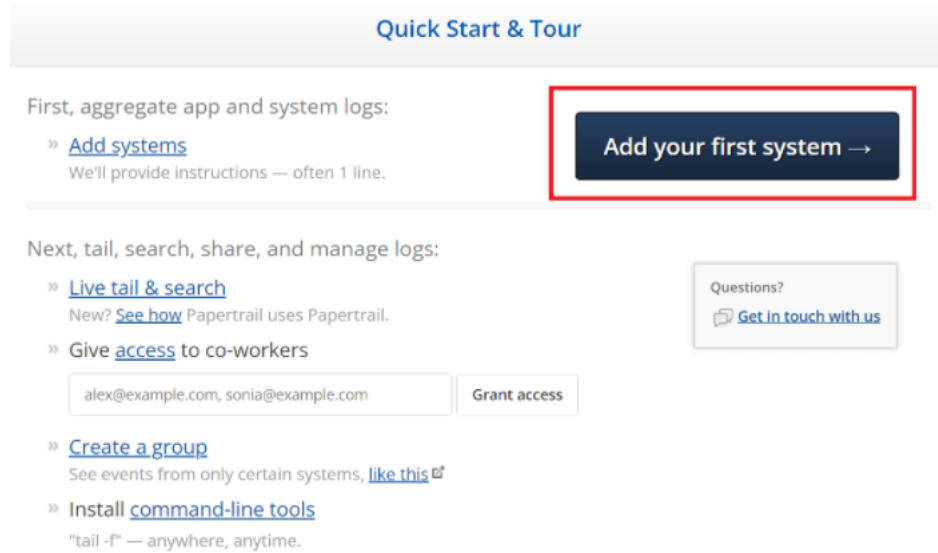 Quick Start & Tour
First, aggregate app and system logs:
» Add systems
We'll provide instructions — often 1 line.
Add your first system →
Next, tail, search, share, and manage logs:
» Live tail & search
New? See how Papertrail uses Papertrail.
» Give access to co-workers
alex@example.com, sonia@example.com
Grant access
» Create a group
See events from only certain systems, like this
» Install command-line tools
"tail -f" — anywhere, anytime.
Questions?
Get in touch with us